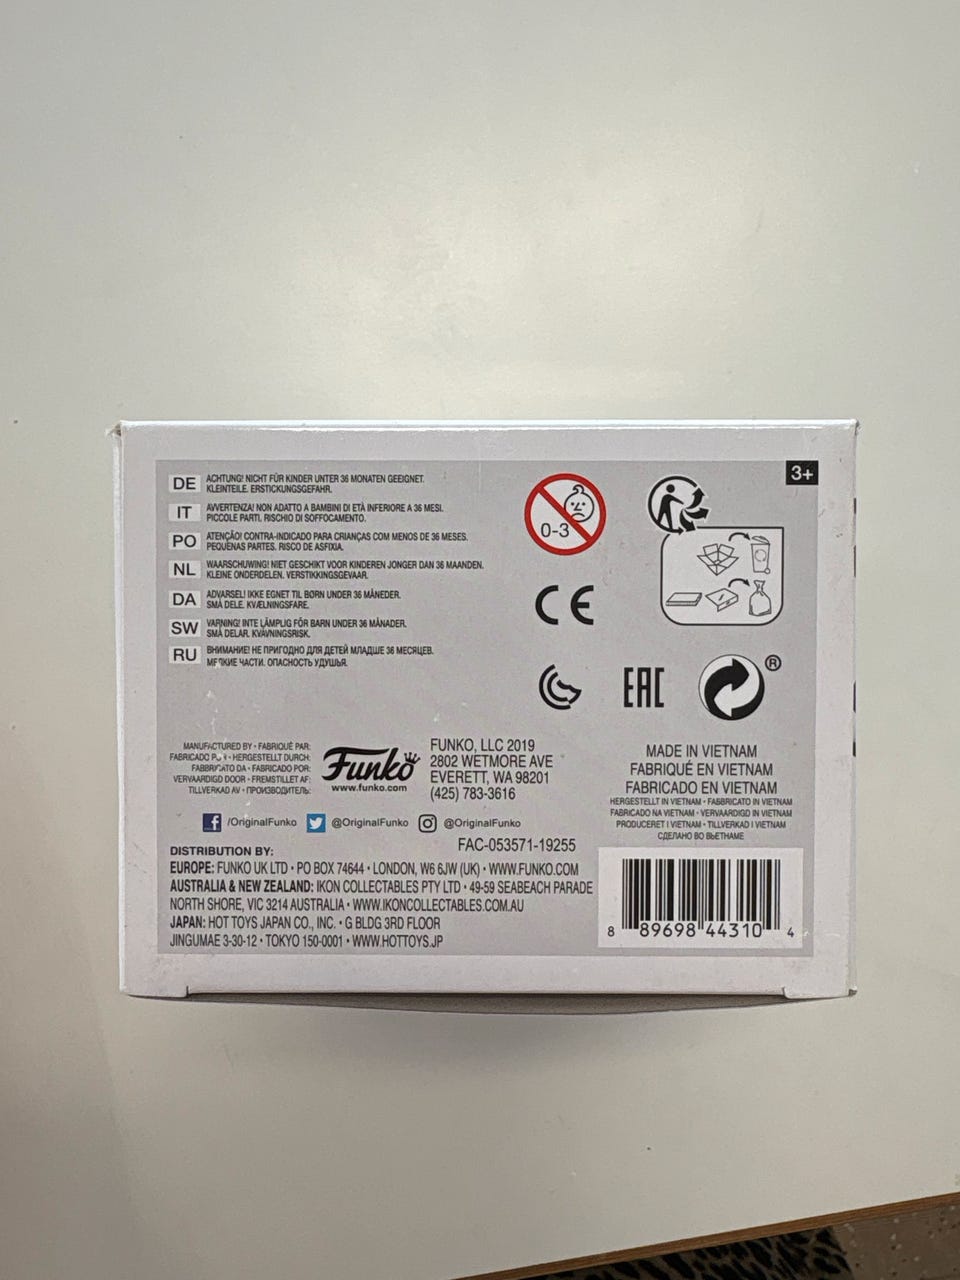 3+
DE ACHTUNG! NICHT FÜR KINDER UNTER 36 MONATEN GEEIGNET.
KLEINTEILE. ERSTICKUNGSGEFAHR.
IT AVVERTENZA! NON ADATTO A BAMBINI DI ETÀ INFERIORE A 36 MESI.
PICCOLE PARTI. RISCHIO DI SOFFOCAMENTO.
PO ATENÇÃO! CONTRA-INDICADO PARA CRIANÇAS COM MENOS DE 36 MESES.
PEQUENAS PARTES. RISCO DE ASFIXIA.
NL WAARSCHUWING! NIET GESCHIKT VOOR KINDEREN JONGER DAN 36 MAANDEN.
KLEINE ONDERDELEN. VERSTIKKINGSGEVAAR.
DA ADVARSEL! IKKE EGNET TIL BØRN UNDER 36 MÅNEDER.
SMÅ DELE. KVÆLNINGSFARE.
SW VARNING! INTE LÄMPLIG FÖR BARN UNDER 36 MÅNADER.
SMÅ DELAR. KVÄVNINGSRISK.
RU ВНИМАНИЕ! НЕ ПРИГОДНО ДЛЯ ДЕТЕЙ МЛАДШЕ 36 МЕСЯЦЕВ.
МЕЛКИЕ ЧАСТИ. ОПАСНОСТЬ УДУШЬЯ.
0-3
CE
EAC
®
MANUFACTURED BY • FABRIQUÉ PAR:
FABRICADO POR • HERGESTELLT DURCH:
FABBRICATO DA • FABRICADO POR:
VERVAARDIGD DOOR • FREMSTILLET AF:
TILLVERKAD AV • ПРОИЗВОДИТЕЛЬ:
Funko
www.funko.com
FUNKO, LLC 2019
2802 WETMORE AVE
EVERETT, WA 98201
(425) 783-3616
/OriginalFunko @OriginalFunko @OriginalFunko
FAC-053571-19255
DISTRIBUTION BY:
EUROPE: FUNKO UK LTD • PO BOX 74644 • LONDON, W6 6JW (UK) • WWW.FUNKO.COM
AUSTRALIA & NEW ZEALAND: IKON COLLECTABLES PTY LTD • 49-59 SEABEACH PARADE
NORTH SHORE, VIC 3214 AUSTRALIA • WWW.IKONCOLLECTABLES.COM.AU
JAPAN: HOT TOYS JAPAN CO., INC. • G BLDG 3RD FLOOR
JINGUMAE 3-30-12 • TOKYO 150-0001 • WWW.HOTTOYS.JP
MADE IN VIETNAM
FABRIQUÉ EN VIETNAM
FABRICADO EN VIETNAM
HERGESTELLT IN VIETNAM • FABBRICATO IN VIETNAM
FABRICADO NA VIETNAM • VERVAARDIGD IN VIETNAM
PRODUCERET I VIETNAM • TILLVERKAD I VIETNAM
СДЕЛАНО ВО ВЬЕТНАМЕ
8 89698 44310 4